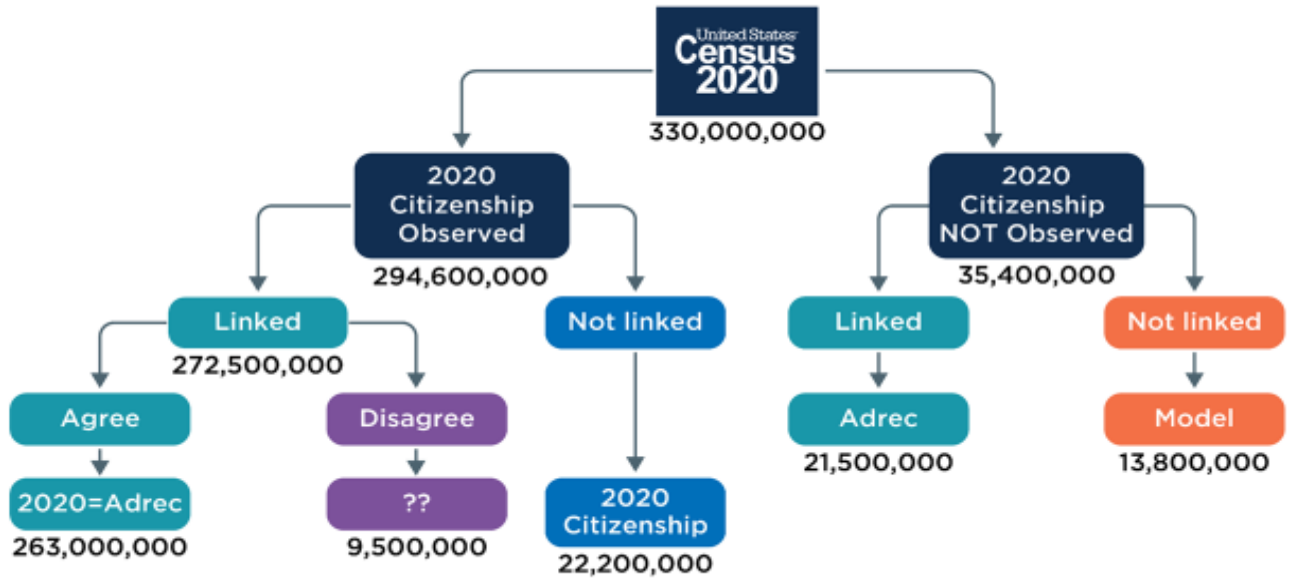 United States
Census
2020
330,000,000
2020
Citizenship
Observed
294,600,000
2020
Citizenship
NOT Observed
35,400,000
Linked
272,500,000
Not linked
Linked
Not linked
Agree
Disagree
Adrec
21,500,000
Model
13,800,000
2020=Adrec
263,000,000
??
9,500,000
2020
Citizenship
22,200,000